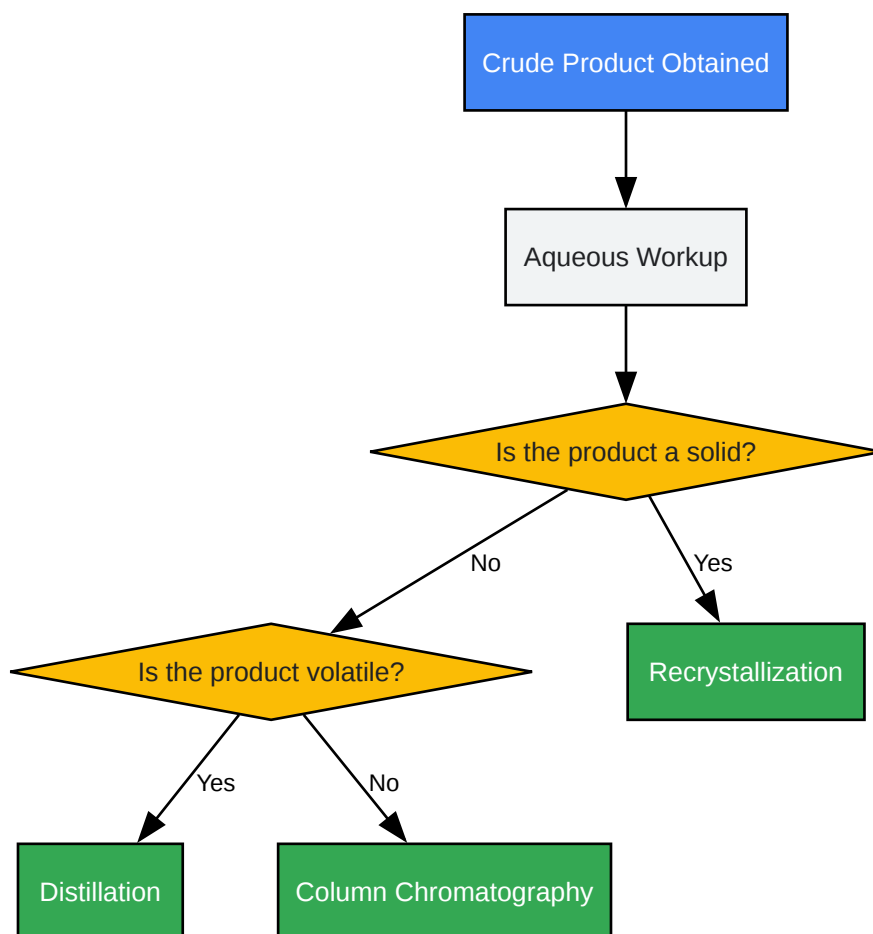 Crude Product Obtained
Aqueous Workup
Is the product a solid?
No
Yes
Is the product volatile?
Recrystallization
Yes
No
Distillation
Column Chromatography